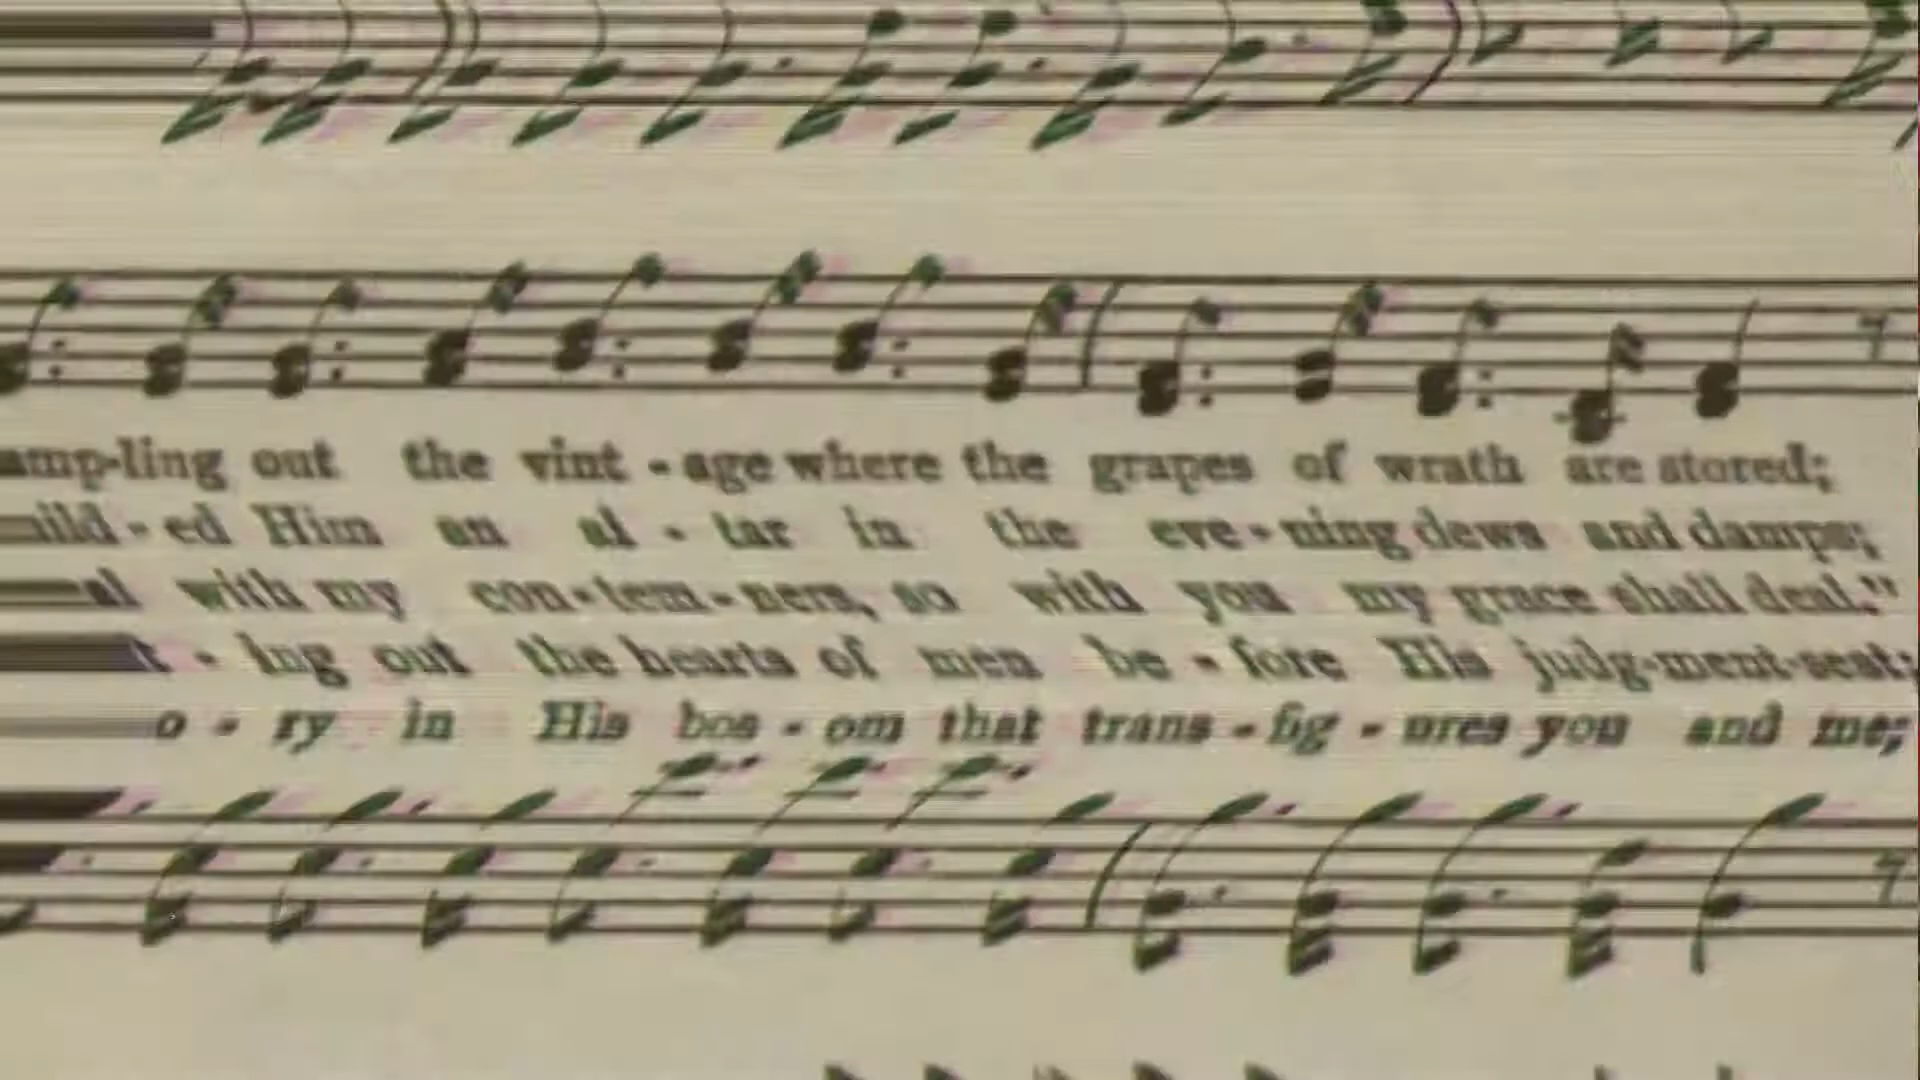 amp-ling out the vint - age where the grapes of wrath are stored;
ild - ed Him an al - tar in the eve - ning dews and damps;
al with my con - tem - ners, so with you my grace shall deal."
t - ing out the hearts of men be - fore His judg-ment-seat;
o - ry in His bos - om that trans - fig - ures you and me;